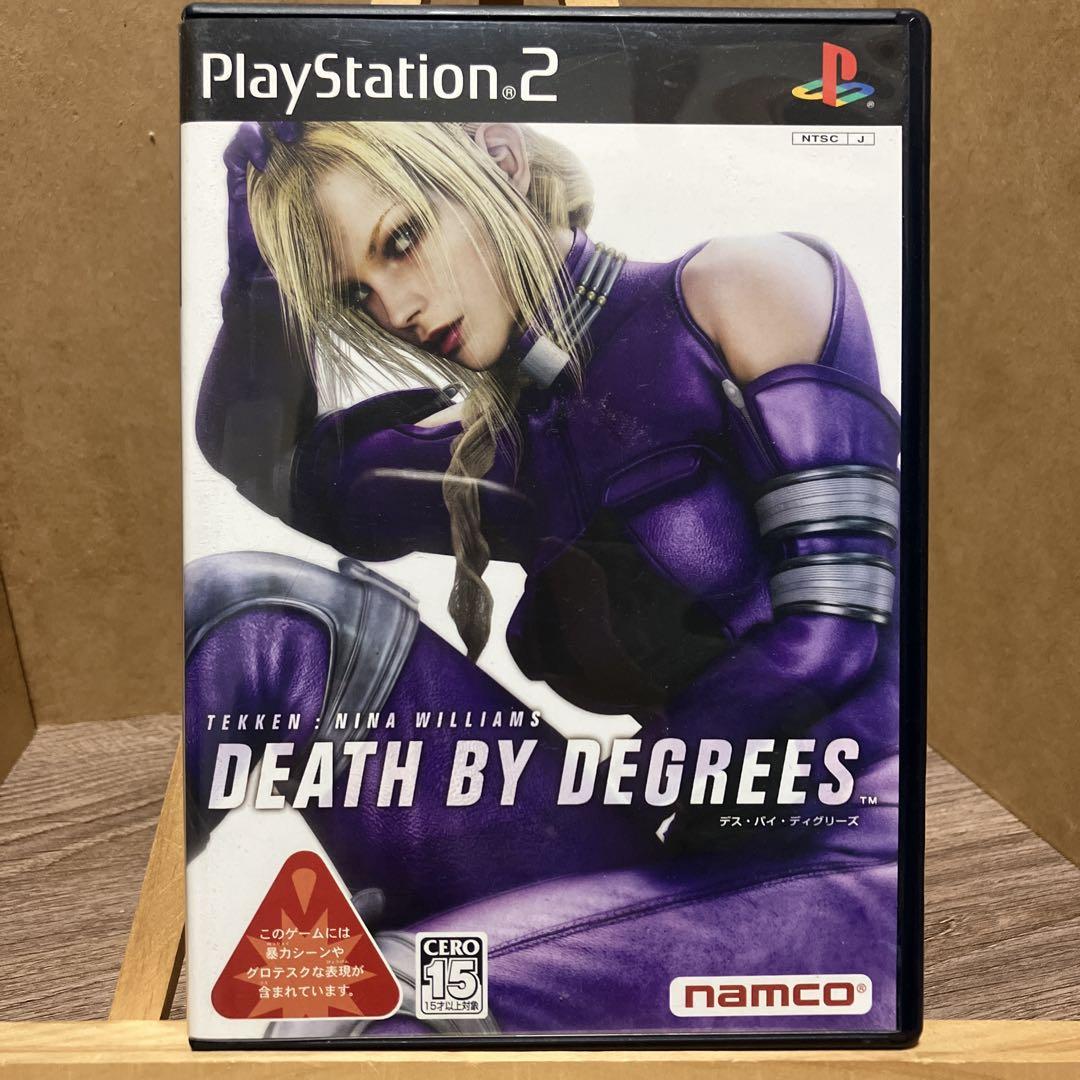 PlayStation®2
NTSC J
TEKKEN : NINA WILLIAMS
DEATH BY DEGREES™
デス・バイ・ディグリーズ
このゲームには
暴力シーンや
グロテスクな表現が
含まれています。
CERO
15
15才以上対象
namco®